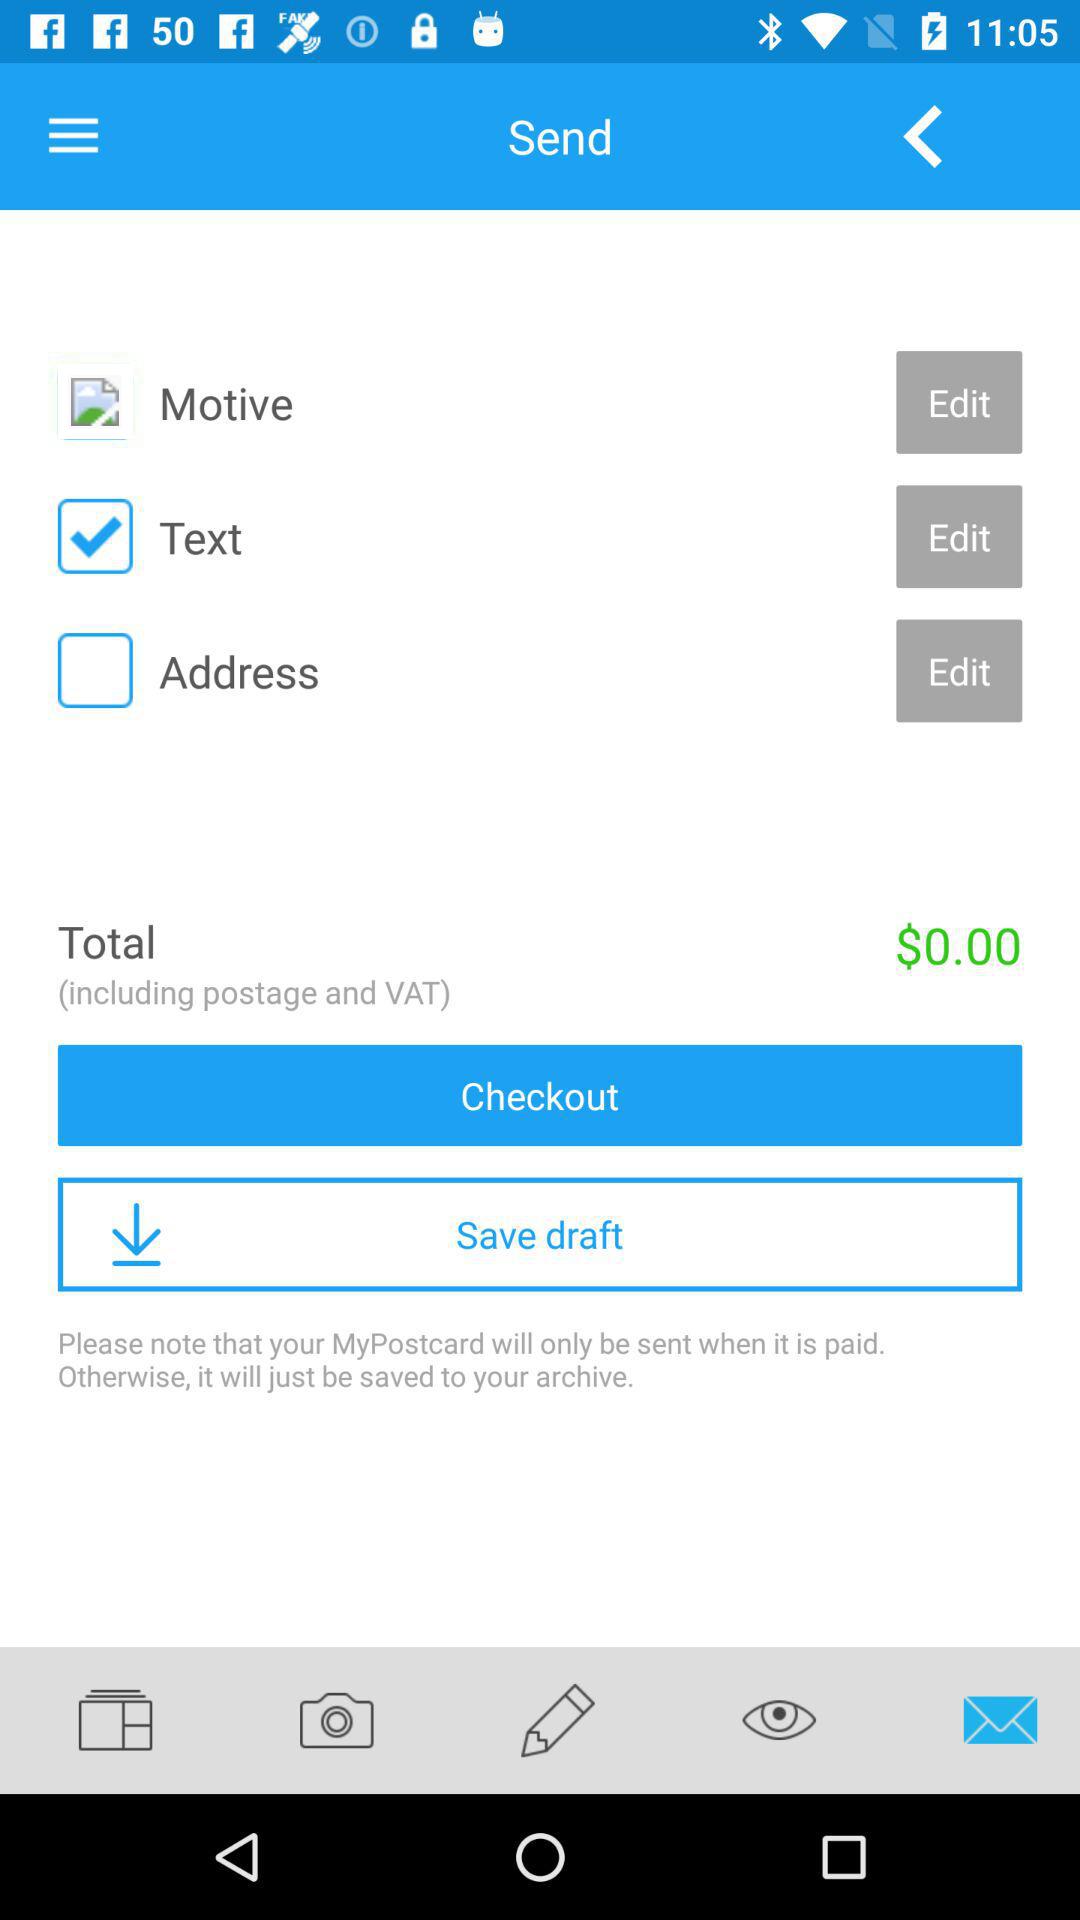 50 FAKE 11:05
Send
Motive Edit
Text Edit
Address Edit
Total $0.00
(including postage and VAT)
Checkout
Save draft
Please note that your MyPostcard will only be sent when it is paid.
Otherwise, it will just be saved to your archive.